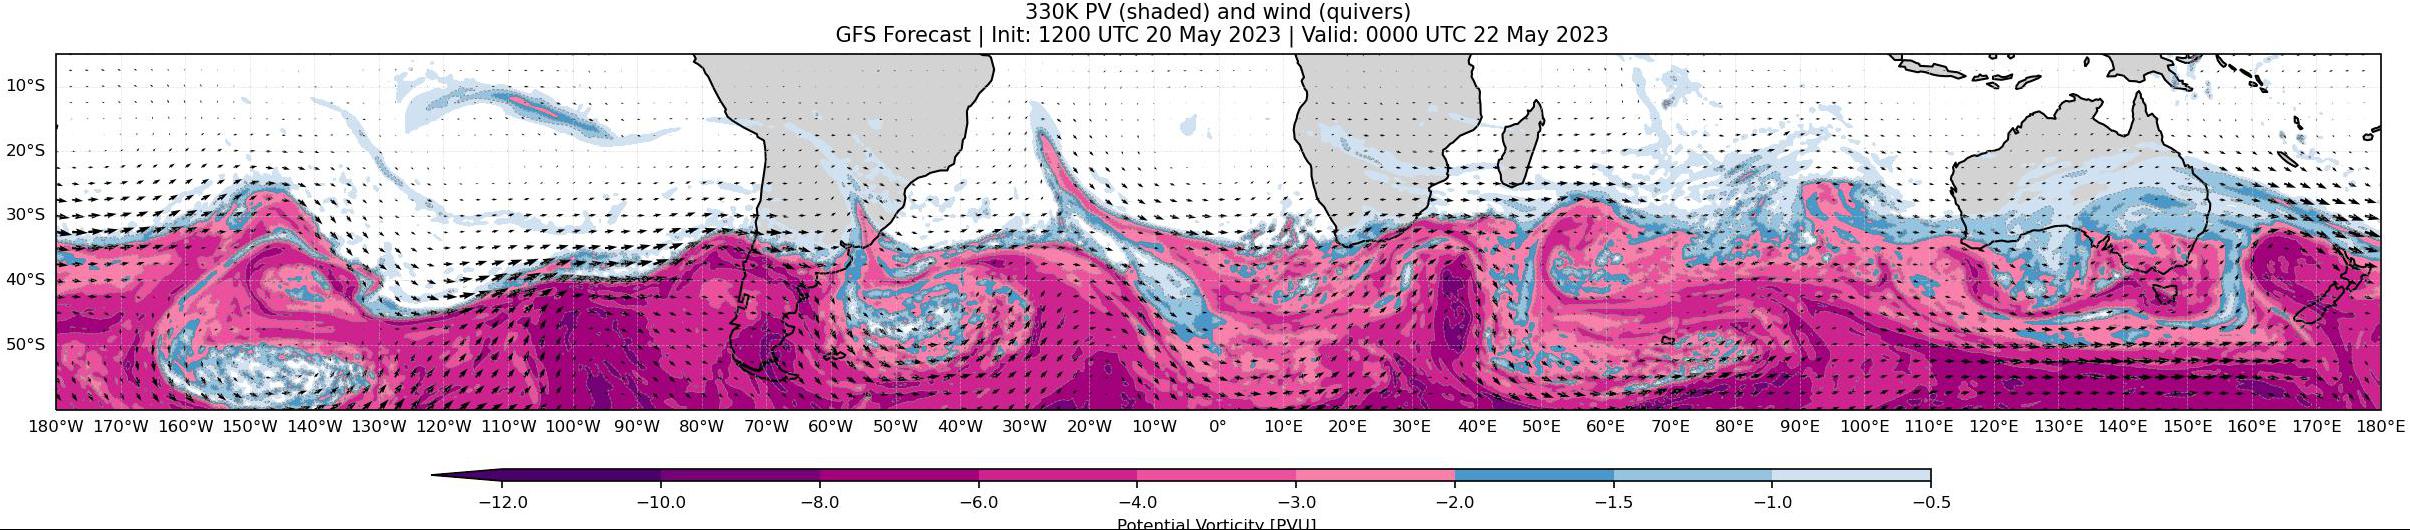 330K PV (shaded) and wind (quivers)
GFS Forecast | Init: 1200 UTC 20 May 2023 | Valid: 0000 UTC 22 May 2023
10°S
20°S
30°S
40°S
50°S
180°W 170°W 160°W 150°W 140°W 130°W 120°W 110°W 100°W 90°W 80°W 70°W 60°W 50°W 40°W 30°W 20°W 10°W 0° 10°E 20°E 30°E 40°E 50°E 60°E 70°E 80°E 90°E 100°E 110°E 120°E 130°E 140°E 150°E 160°E 170°E 180°E
−12.0 −10.0 −8.0 −6.0 −4.0 −3.0 −2.0 −1.5 −1.0 −0.5
Potential Vorticity [PVU]